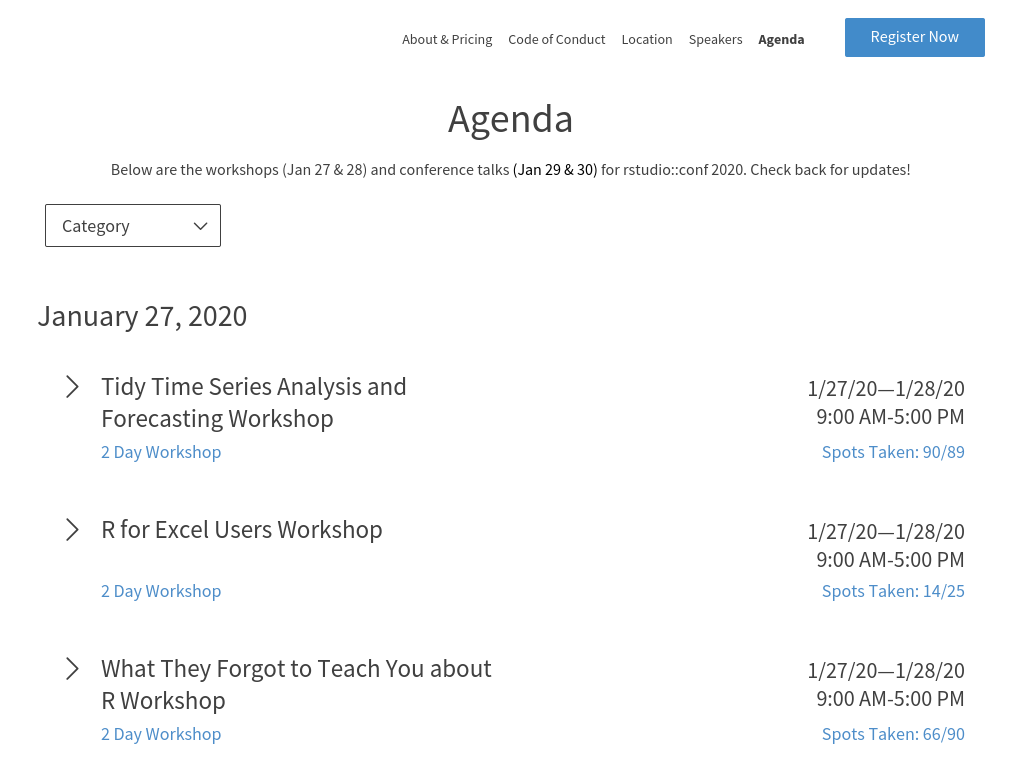 About & Pricing Code of Conduct Location Speakers Agenda Register Now
Agenda
Below are the workshops (Jan 27 & 28) and conference talks (Jan 29 & 30) for rstudio::conf 2020. Check back for updates!
Category
January 27, 2020
Tidy Time Series Analysis and
Forecasting Workshop
1/27/20—1/28/20
9:00 AM-5:00 PM
2 Day Workshop
Spots Taken: 90/89
R for Excel Users Workshop
1/27/20—1/28/20
9:00 AM-5:00 PM
2 Day Workshop
Spots Taken: 14/25
What They Forgot to Teach You about
R Workshop
1/27/20—1/28/20
9:00 AM-5:00 PM
2 Day Workshop
Spots Taken: 66/90